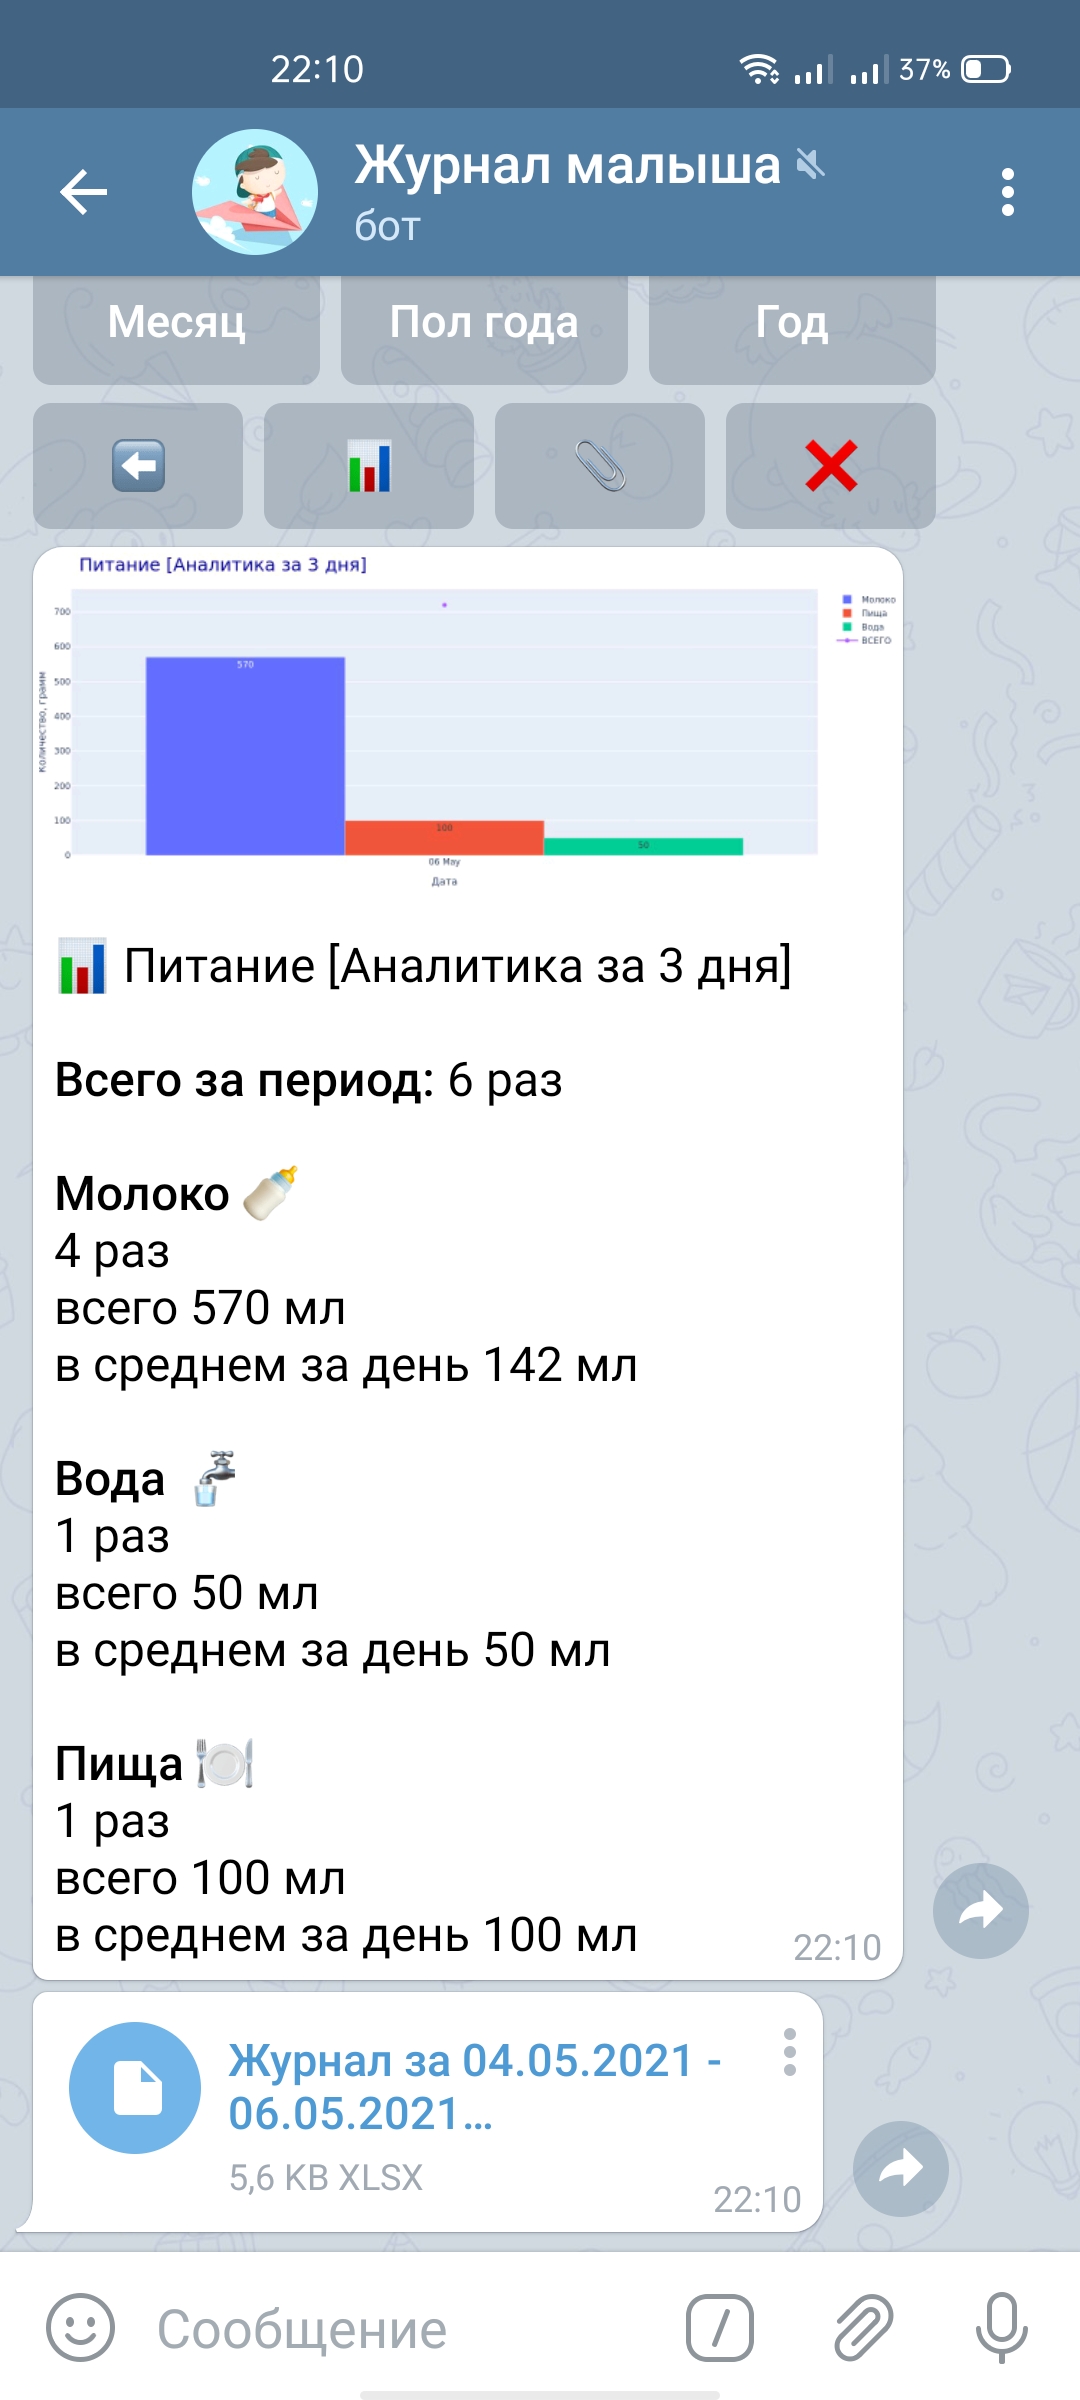 22:10
37%
Журнал малыша
бот
Месяц
Пол года
Год
Питание [Аналитика за 3 дня]
700
600
500
400
300
200
100
0
Количество, грамм
570
100
50
06 May
Дата
Молоко
Пища
Вода
ВСЕГО
Питание [Аналитика за 3 дня]
Всего за период: 6 раз
Молоко
4 раз
всего 570 мл
в среднем за день 142 мл
Вода
1 раз
всего 50 мл
в среднем за день 50 мл
Пища
1 раз
всего 100 мл
в среднем за день 100 мл
22:10
Журнал за 04.05.2021 -
06.05.2021...
5,6 KB XLSX
22:10
Сообщение